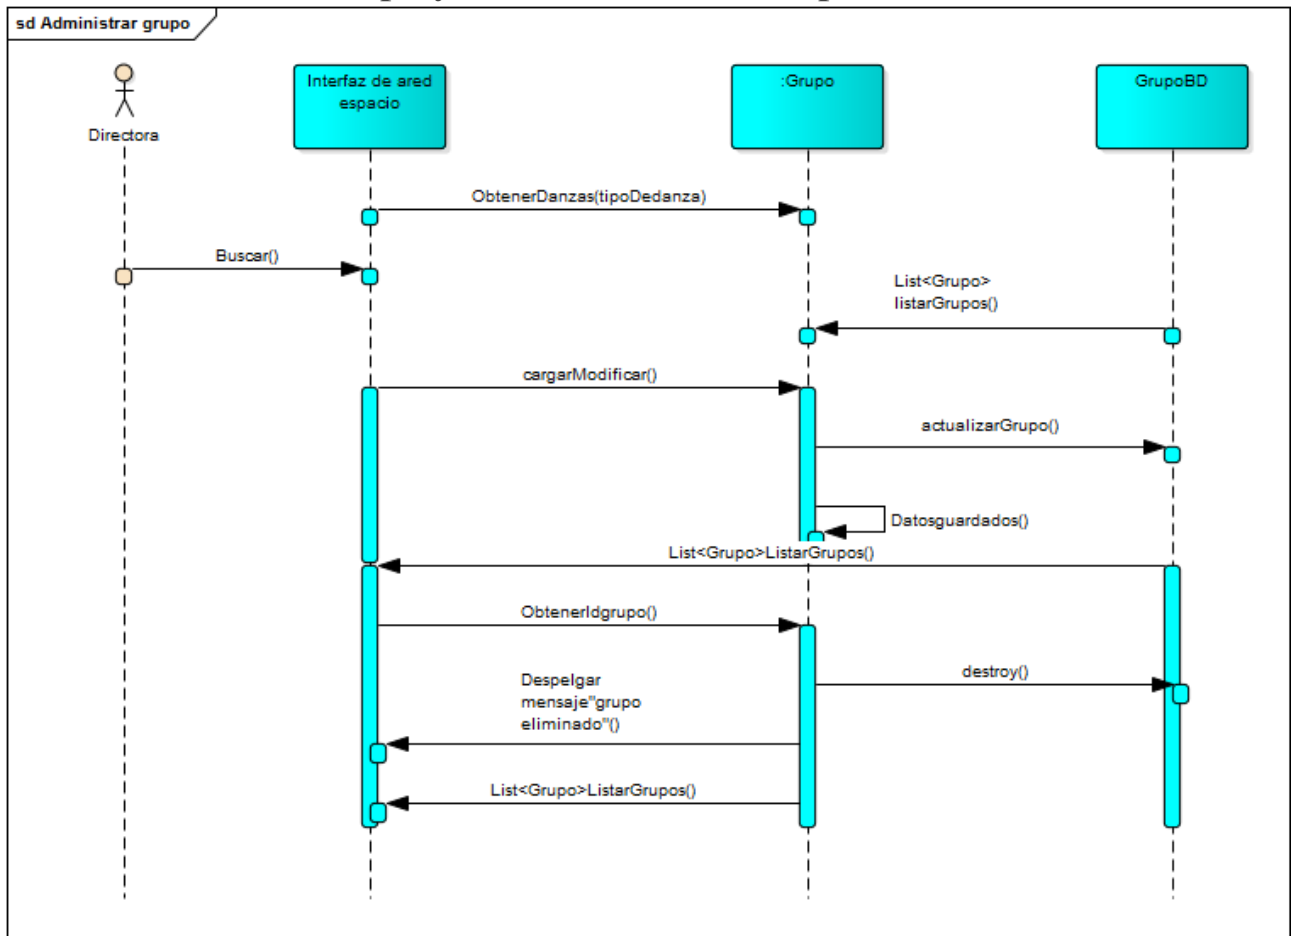 sd Administrar grupo
Directora
Interfaz de ared
espacio
:Grupo
GrupoBD
ObtenerDanzas(tipoDedanza)
Buscar()
List<Grupo>
listarGrupos()
cargarModificar()
actualizarGrupo()
Datosguardados()
List<Grupo>ListarGrupos()
ObtenerIdgrupo()
destroy()
Despelgar
mensaje"grupo
eliminado"()
List<Grupo>ListarGrupos()